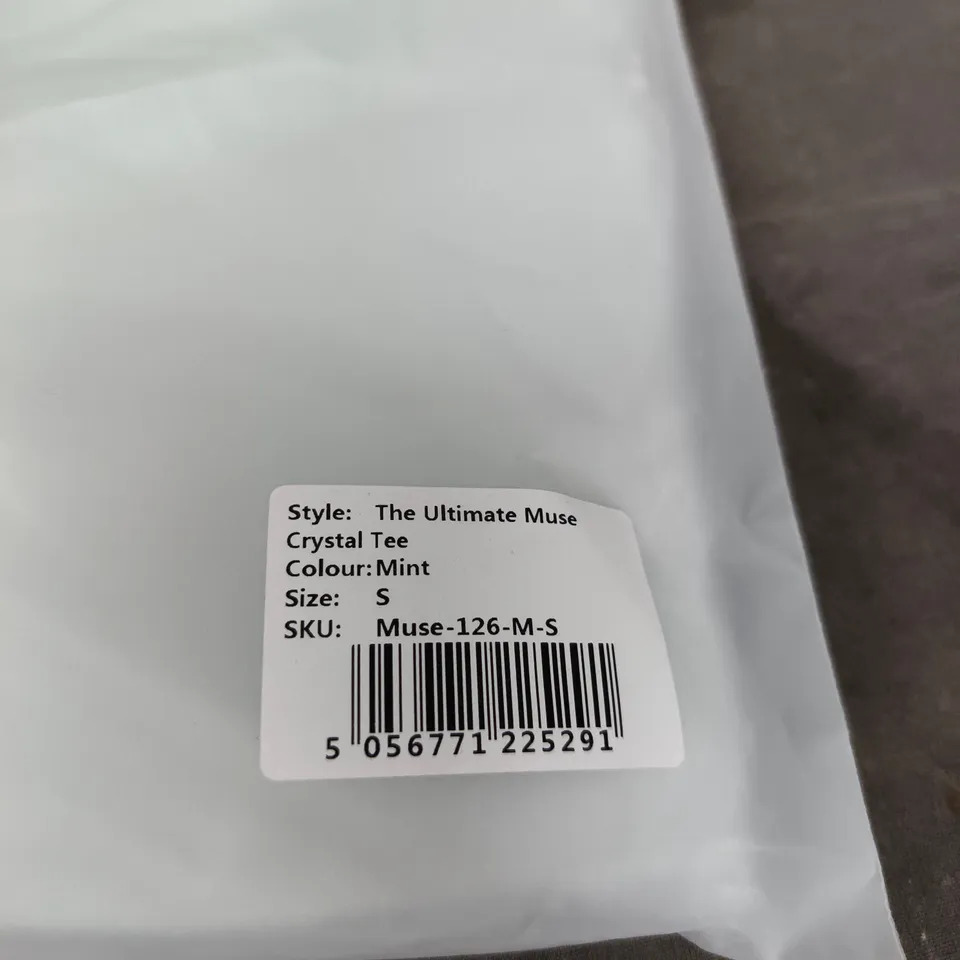 Style: The Ultimate Muse
Crystal Tee
Colour: Mint
Size: S
SKU: Muse-126-M-S
5 056771 225291